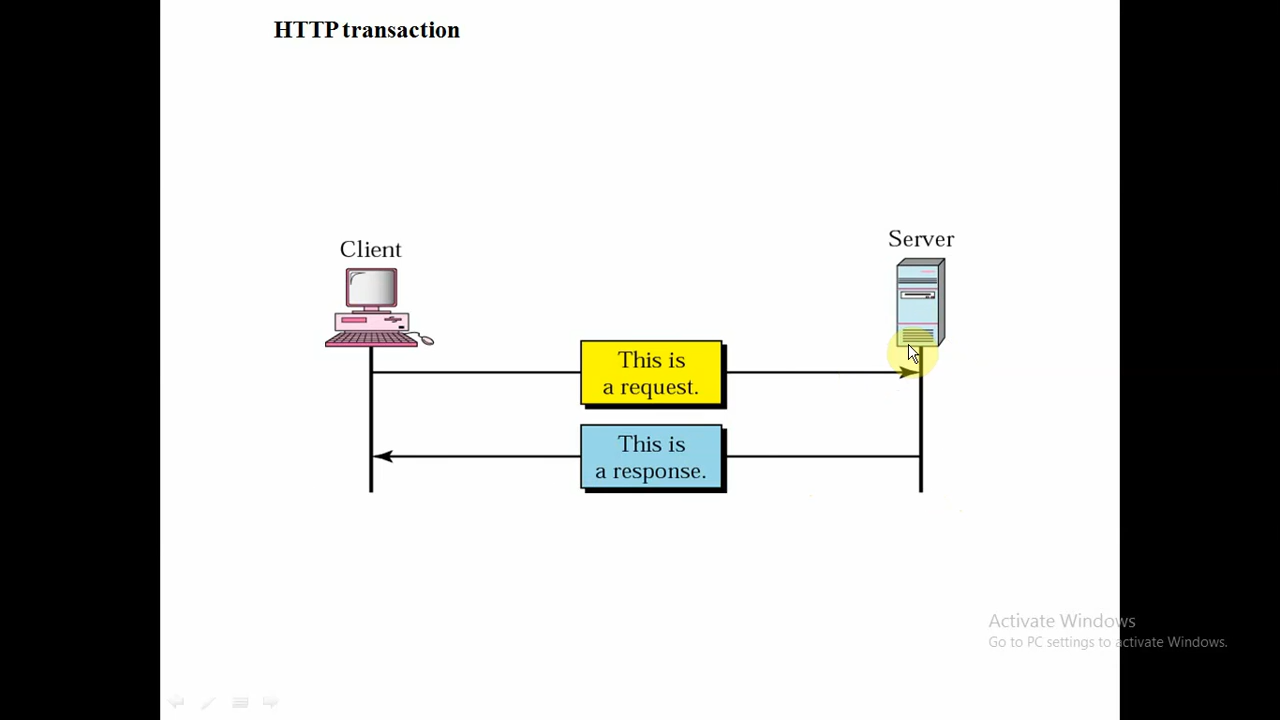 HTTP transaction
Client
Server
This is
a request.
This is
a response.
Activate Windows
Go to PC settings to activate Windows.